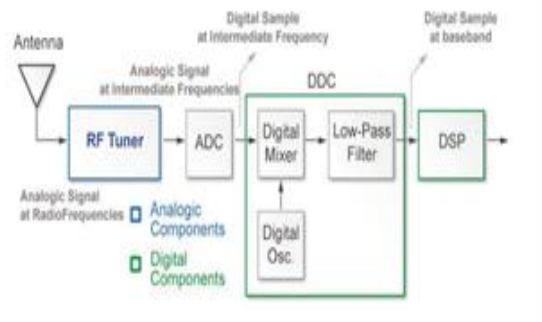 Digital Sample
at Intermediate Frequency
Digital Sample
at baseband
Antenna
Analogic Signal
at Intermediate Frequencies
DDC
RF Tuner
ADC
Digital
Mixer
Low-Pass
Filter
DSP
Analogic Signal
at RadioFrequencies
Analogic
Components
Digital
Osc.
Digital
Components